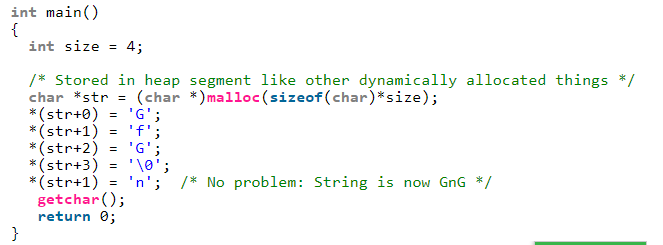 int main()
{
  int size = 4;

  /* Stored in heap segment like other dynamically allocated things */
  char *str = (char *)malloc(sizeof(char)*size);
  *(str+0) = 'G';
  *(str+1) = 'f';
  *(str+2) = 'G';
  *(str+3) = '\0';
  *(str+1) = 'n';  /* No problem: String is now GnG */
   getchar();
   return 0;
}